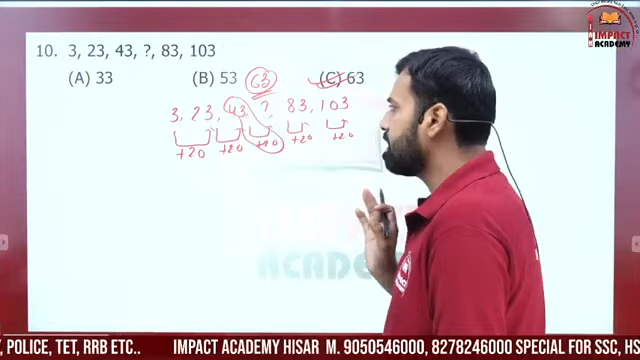 10. 3, 23, 43, ?, 83, 103
(A) 33 (B) 53 (C) 63
63
3, 23, 43, ?, 83, 103
+20 +20 +20 +20 +20
IMPACT
ACADEMY
, POLICE, TET, RRB ETC.. IMPACT ACADEMY HISAR M. 9050546000, 8278246000 SPECIAL FOR SSC, HS